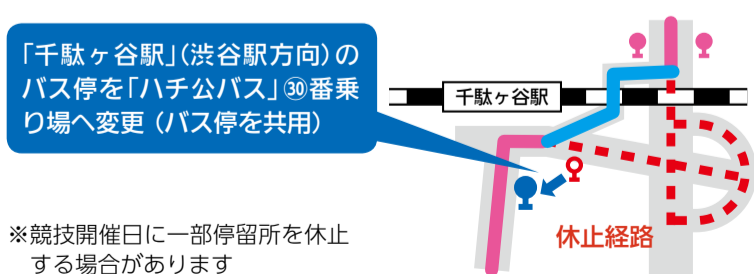 「千駄ヶ谷駅」(渋谷駅方向)の
バス停を「ハチ公バス」㉚番乗
り場へ変更（バス停を共用）
千駄ヶ谷駅
休止経路
※競技開催日に一部停留所を休止
する場合があります